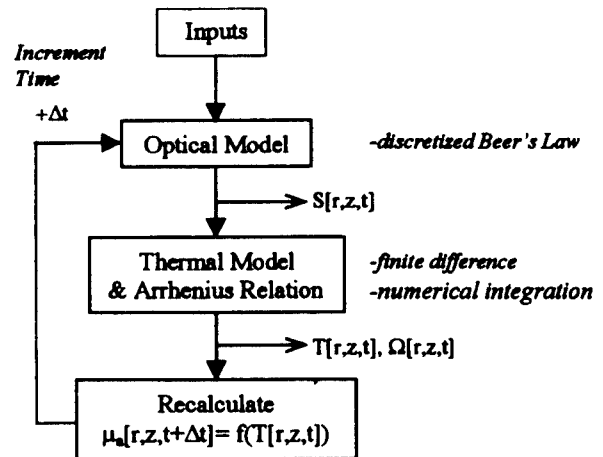 Inputs
Increment
Time
+Δt
Optical Model
-discretized Beer's Law
S[r,z,t]
Thermal Model
& Arrhenius Relation
-finite difference
-numerical integration
T[r,z,t], Ω[r,z,t]
Recalculate
μₐ[r,z,t+Δt]= f(T[r,z,t])